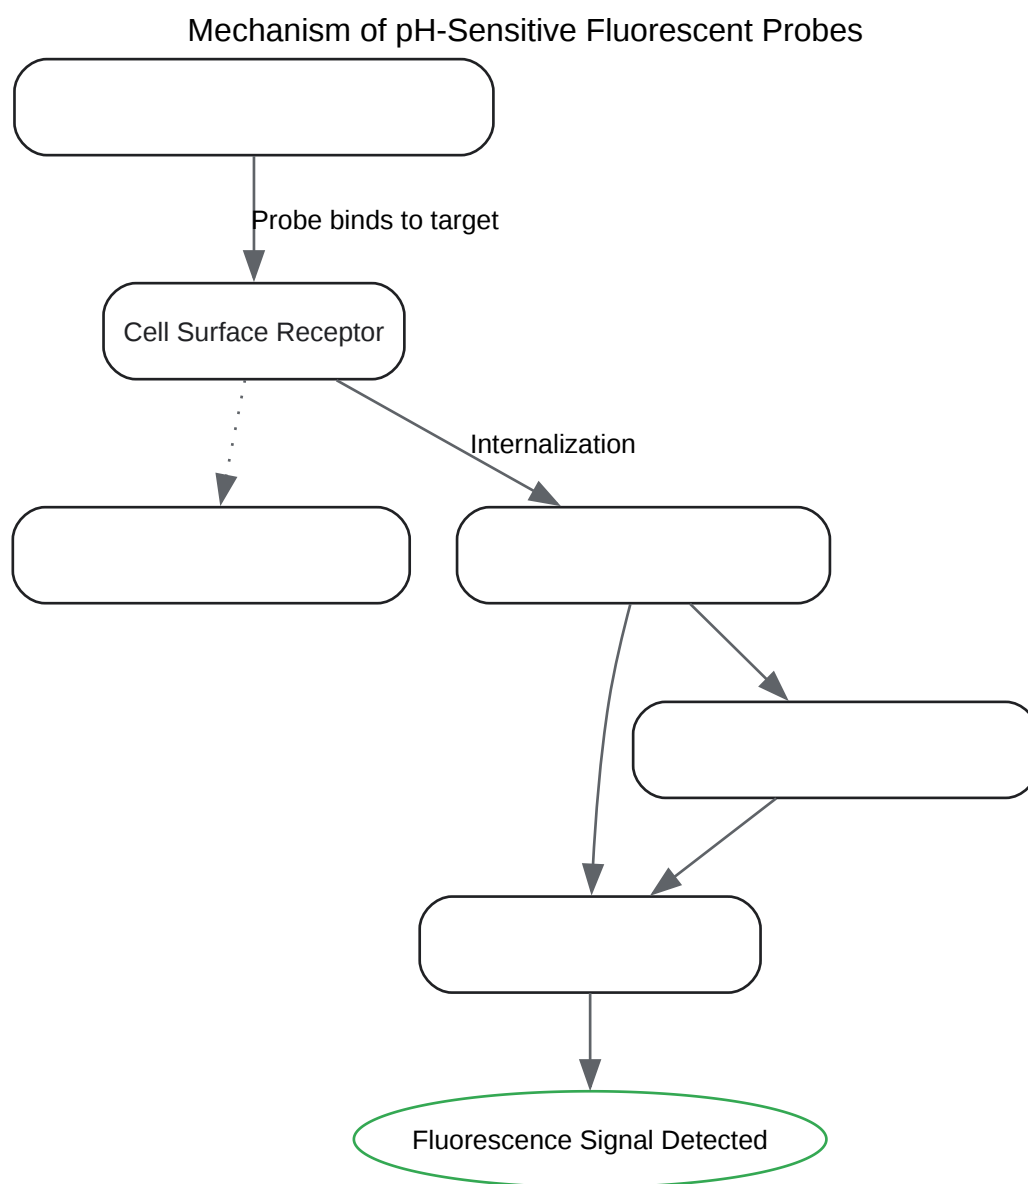 Mechanism of pH-Sensitive Fluorescent Probes
Probe binds to target
Cell Surface Receptor
Internalization
Fluorescence Signal Detected